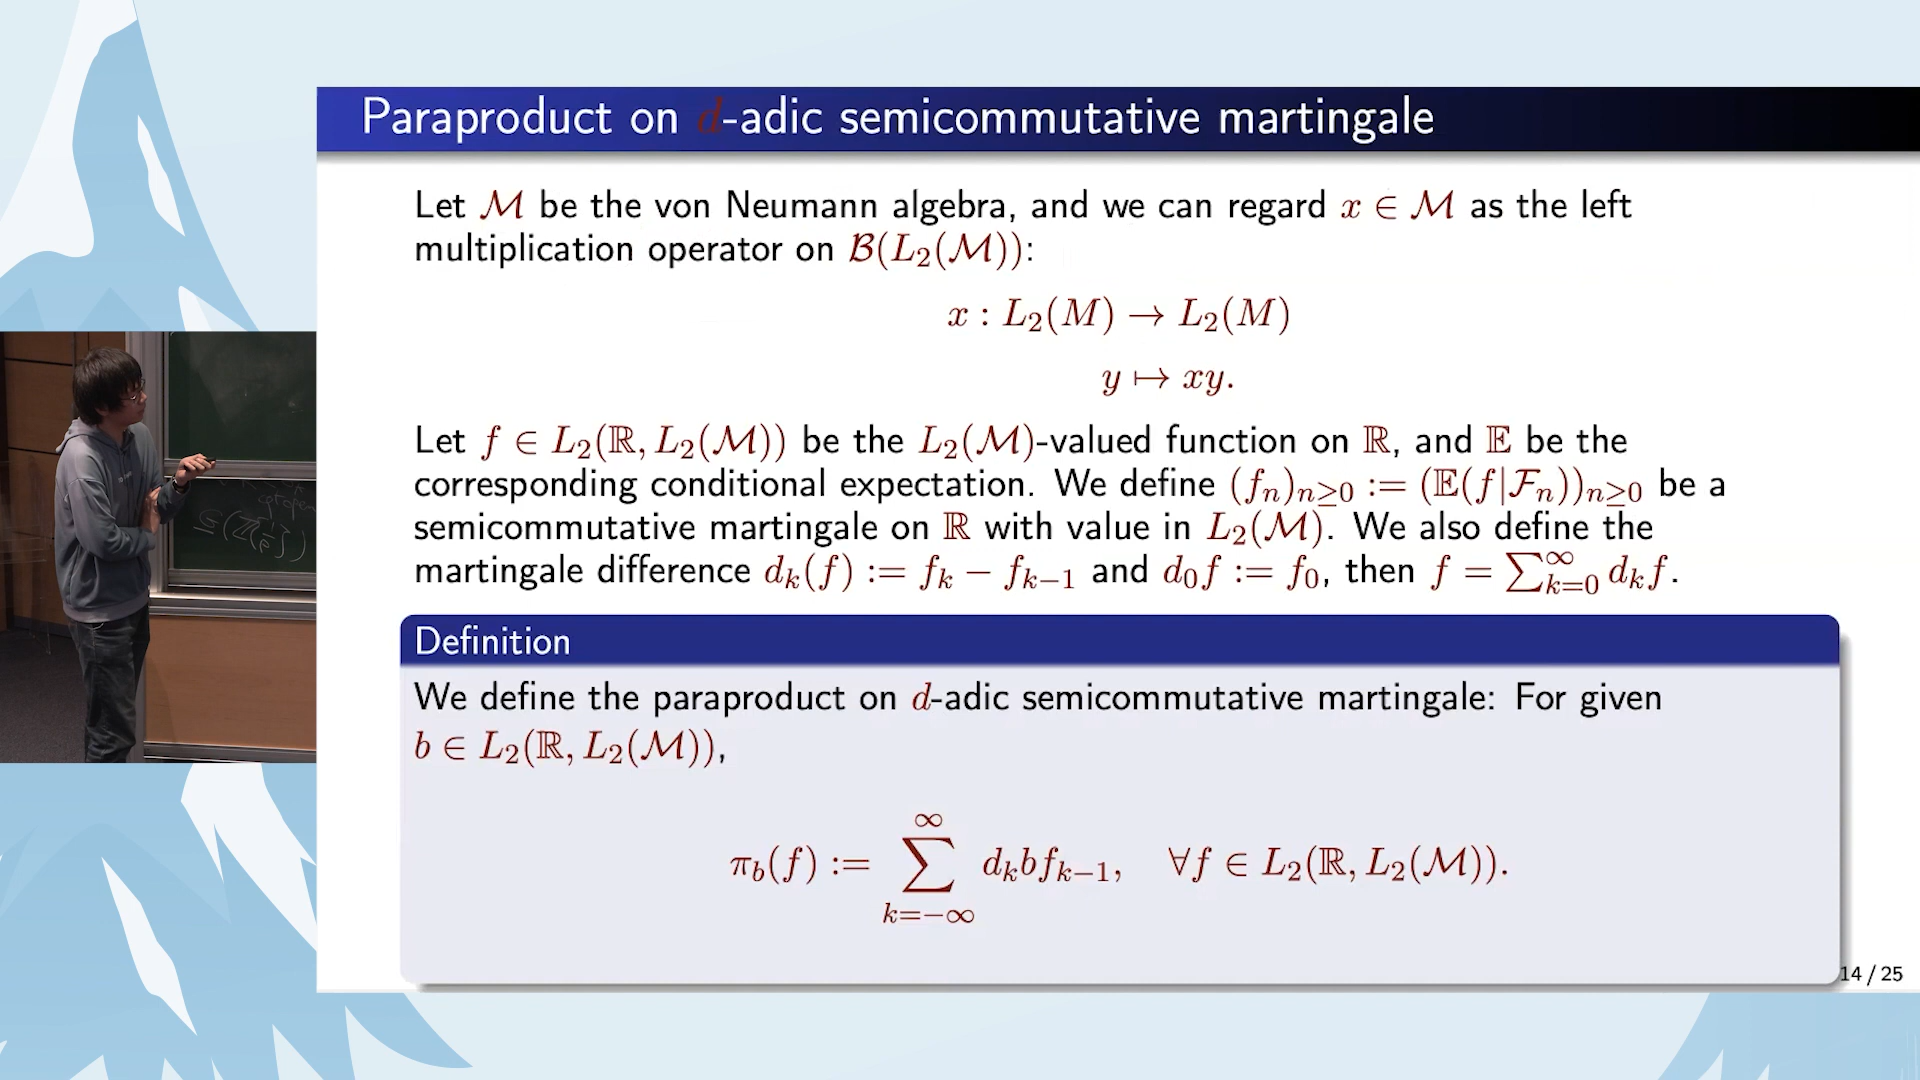 Paraproduct on d-adic semicommutative martingale
Let ℳ be the von Neumann algebra, and we can regard x ∈ ℳ as the left
multiplication operator on ℬ(L₂(ℳ)):
x : L₂(M) → L₂(M)
y ↦ xy.
Let f ∈ L₂(ℝ, L₂(ℳ)) be the L₂(ℳ)-valued function on ℝ, and 𝔼 be the
corresponding conditional expectation. We define (fₙ)ₙ≥₀ := (𝔼(f|ℱₙ))ₙ≥₀ be a
semicommutative martingale on ℝ with value in L₂(ℳ). We also define the
martingale difference dₖ(f) := fₖ − fₖ₋₁ and d₀f := f₀, then f = ∑_{k=0}^{∞} dₖf.
Definition
We define the paraproduct on d-adic semicommutative martingale: For given
b ∈ L₂(ℝ, L₂(ℳ)),
π_b(f) := ∑_{k=−∞}^{∞} dₖbfₖ₋₁, ∀f ∈ L₂(ℝ, L₂(ℳ)).
14 / 25